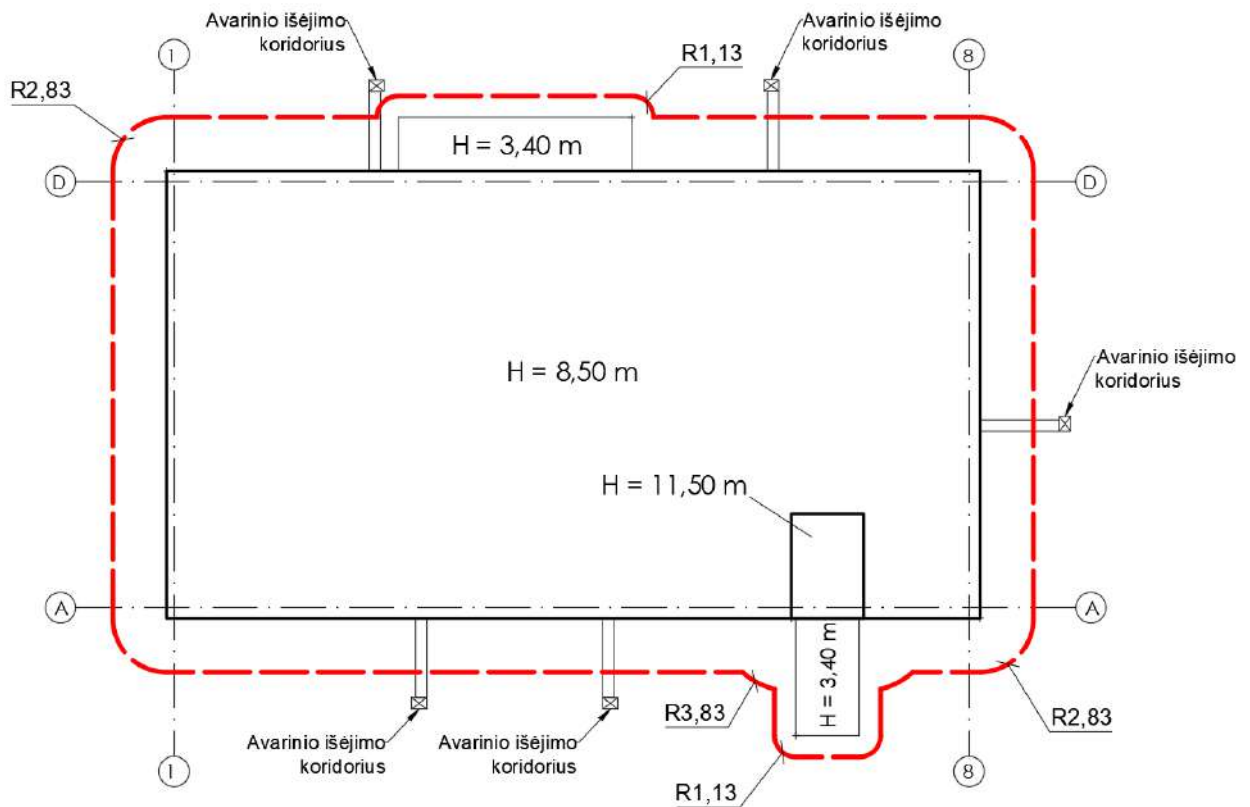 Avarinio išėjimo
koridorius
Avarinio išėjimo
koridorius
1
8
R1,13
R2,83
H = 3,40 m
D
D
H = 8,50 m
Avarinio išėjimo
koridorius
H = 11,50 m
A
A
H = 3,40 m
R3,83
R2,83
Avarinio išėjimo
koridorius
Avarinio išėjimo
koridorius
1
8
R1,13